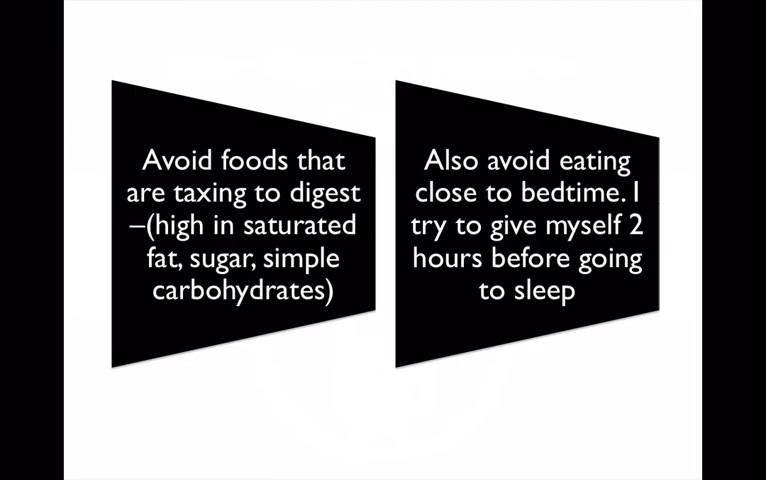 Avoid foods that
are taxing to digest
–(high in saturated
fat, sugar, simple
carbohydrates)
Also avoid eating
close to bedtime. I
try to give myself 2
hours before going
to sleep